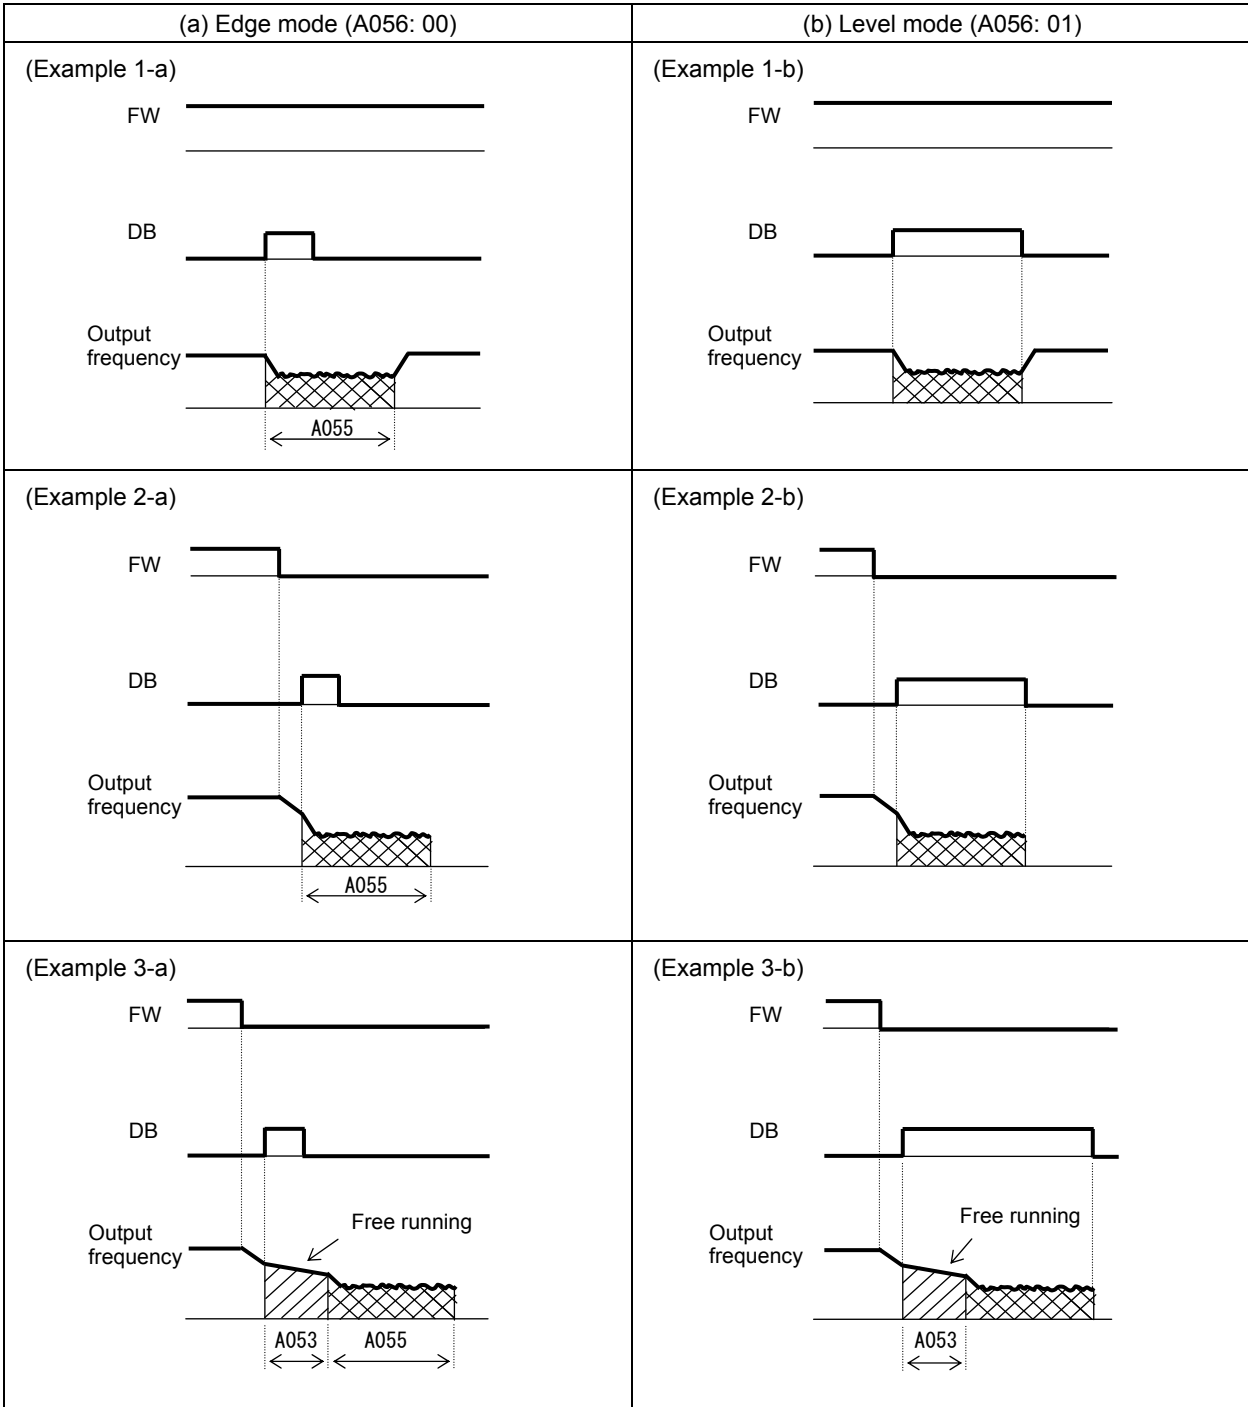 (a) Edge mode (A056: 00)
(b) Level mode (A056: 01)
(Example 1-a)
FW
DB
Output
frequency
A055
(Example 1-b)
FW
DB
Output
frequency
(Example 2-a)
FW
DB
Output
frequency
A055
(Example 2-b)
FW
DB
Output
frequency
(Example 3-a)
FW
DB
Free running
Output
frequency
A053
A055
(Example 3-b)
FW
DB
Free running
Output
frequency
A053